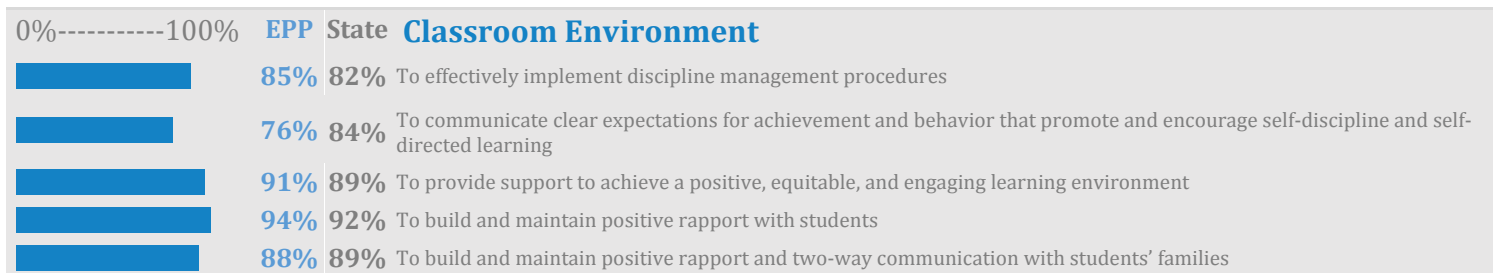 0%-----------100% EPP State Classroom Environment
85% 82% To effectively implement discipline management procedures
76% 84% To communicate clear expectations for achievement and behavior that promote and encourage self-discipline and self-
directed learning
91% 89% To provide support to achieve a positive, equitable, and engaging learning environment
94% 92% To build and maintain positive rapport with students
88% 89% To build and maintain positive rapport and two-way communication with students’ families